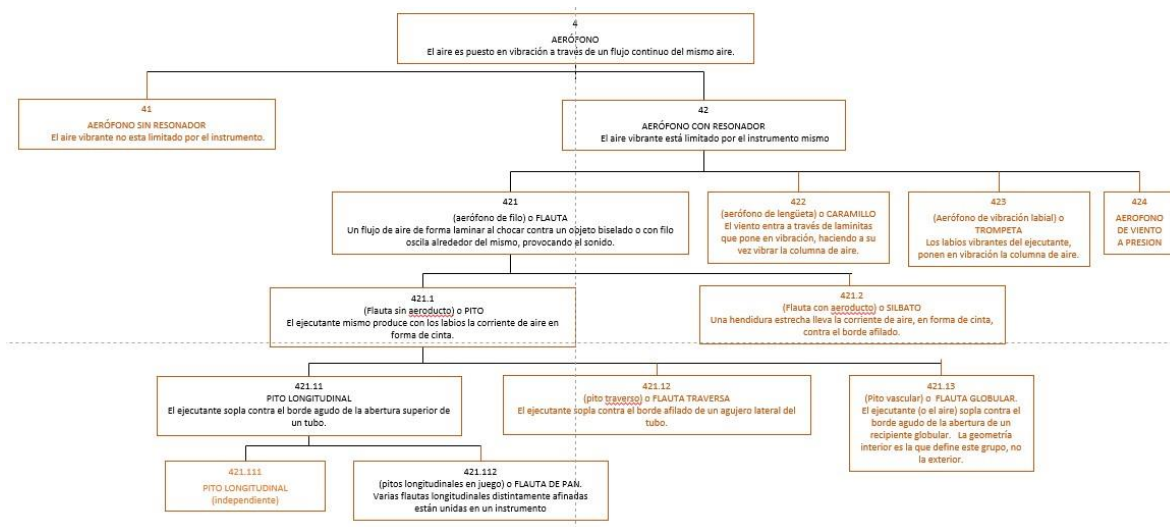 4
AERÓFONO
El aire es puesto en vibración a través de un flujo continuo del mismo aire.
41
AERÓFONO SIN RESONADOR
El aire vibrante no esta limitado por el instrumento.
42
AERÓFONO CON RESONADOR
El aire vibrante está limitado por el instrumento mismo
421
(aerófono de filo) o FLAUTA
Un flujo de aire de forma laminar al chocar contra un objeto biselado o con filo
oscila alrededor del mismo, provocando el sonido.
422
(aerófono de lengüeta) o CARAMILLO
El viento entra a través de laminitas
que pone en vibración, haciendo a su
vez vibrar la columna de aire.
423
(Aerófono de vibración labial) o
TROMPETA
Los labios vibrantes del ejecutante,
ponen en vibración la columna de aire.
424
AEROFONO
DE VIENTO
A PRESION
421.1
(Flauta sin aeroducto) o PITO
El ejecutante mismo produce con los labios la corriente de aire en
forma de cinta.
421.2
(Flauta con aeroducto) o SILBATO
Una hendidura estrecha lleva la corriente de aire, en forma de cinta,
contra el borde afilado.
421.11
PITO LONGITUDINAL
El ejecutante sopla contra el borde agudo de la abertura superior de
un tubo.
421.12
(pito traverso) o FLAUTA TRAVERSA
El ejecutante sopla contra el borde afilado de un agujero lateral del
tubo.
421.13
(Pito vascular) o FLAUTA GLOBULAR.
El ejecutante (o el aire) sopla contra el
borde agudo de la abertura de un
recipiente globular. La geometría
interior es la que define este grupo, no
la exterior.
421.111
PITO LONGITUDINAL
(independiente)
421.112
(pitos longitudinales en juego) o FLAUTA DE PAN.
Varias flautas longitudinales distintamente afinadas
están unidas en un instrumento